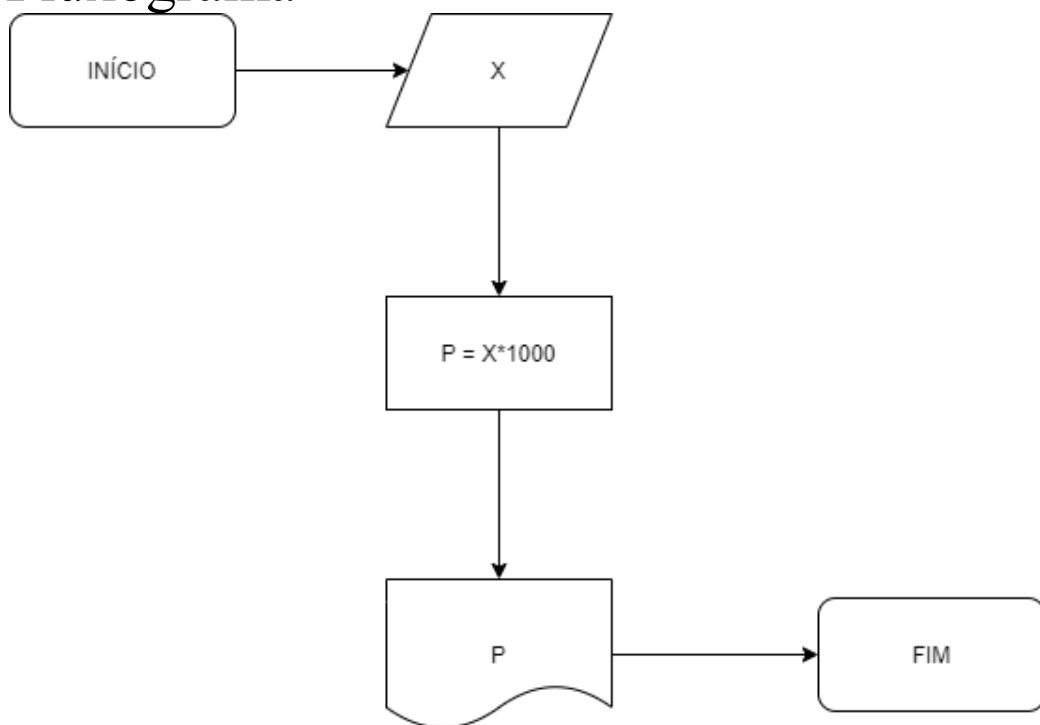 INÍCIO
X
P = X*1000
P
FIM